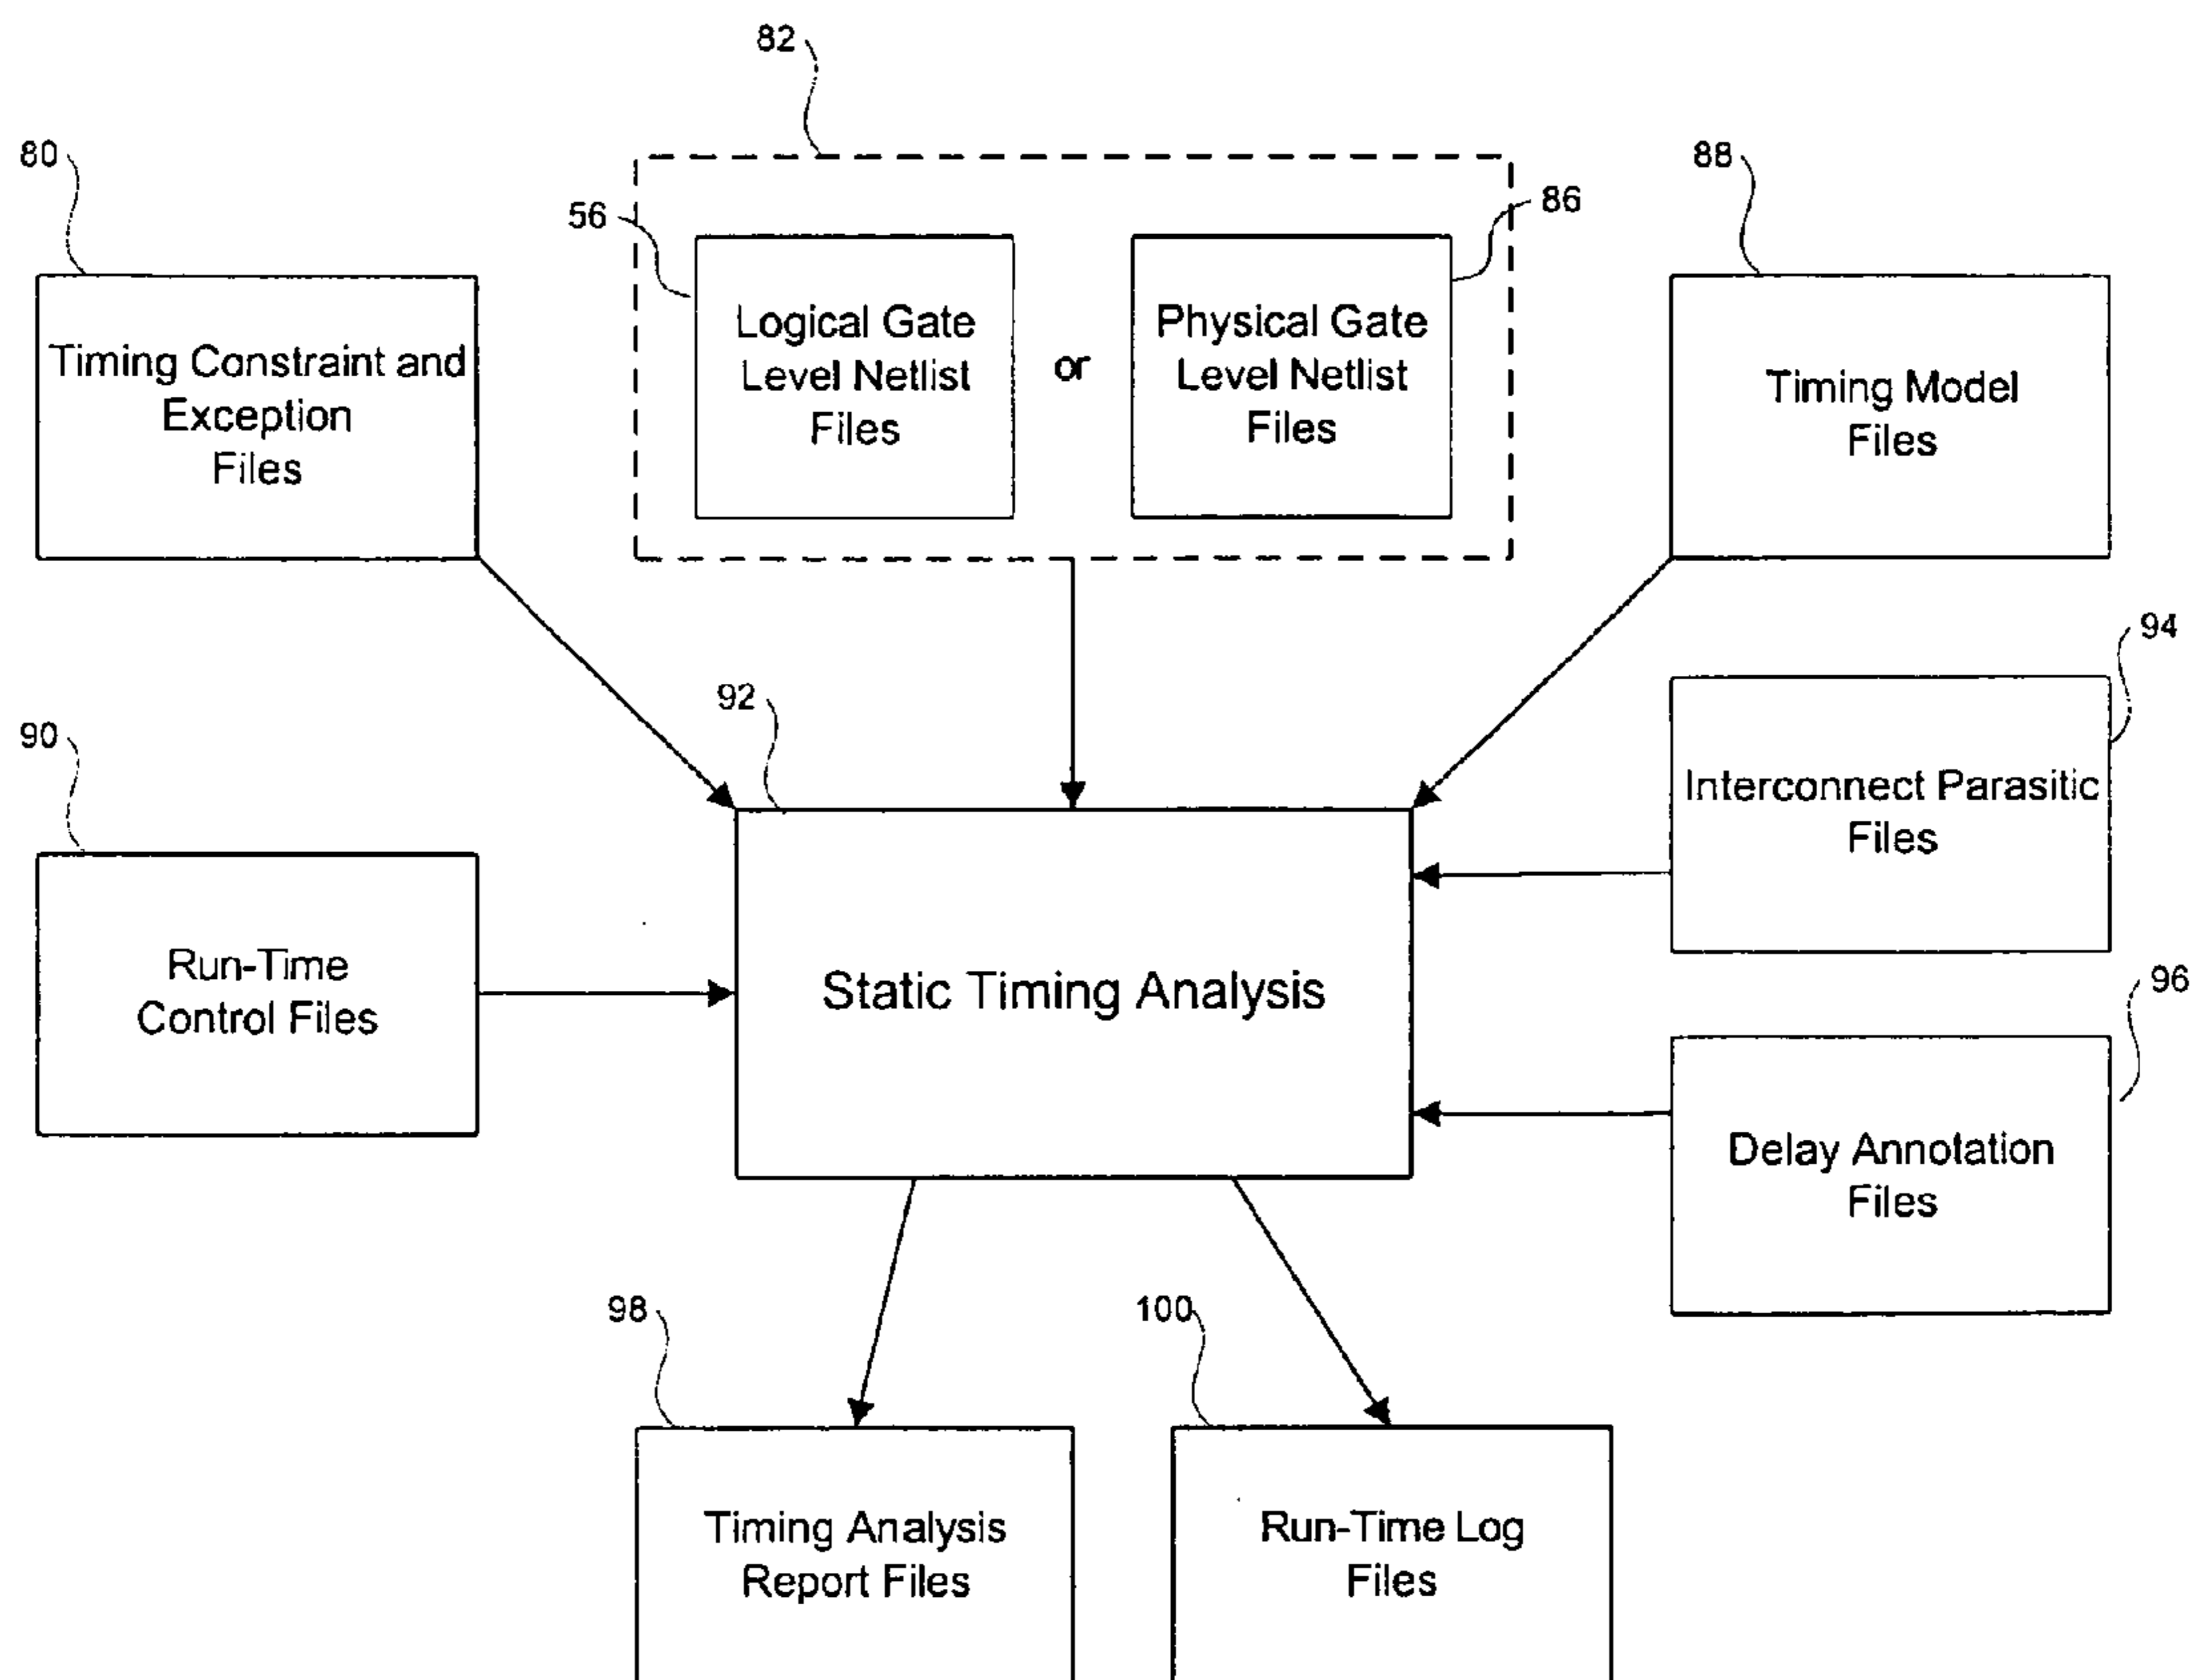 82
80
88
56
86
Timing Constraint and
Exception
Files
Logical Gate
Level Netlist
Files
or
Physical Gate
Level Netlist
Files
Timing Model
Files
94
92
90
Interconnect Parasitic
Files
Run-Time
Control Files
Static Timing Analysis
96
Delay Annotation
Files
98
100
Timing Analysis
Report Files
Run-Time Log
Files